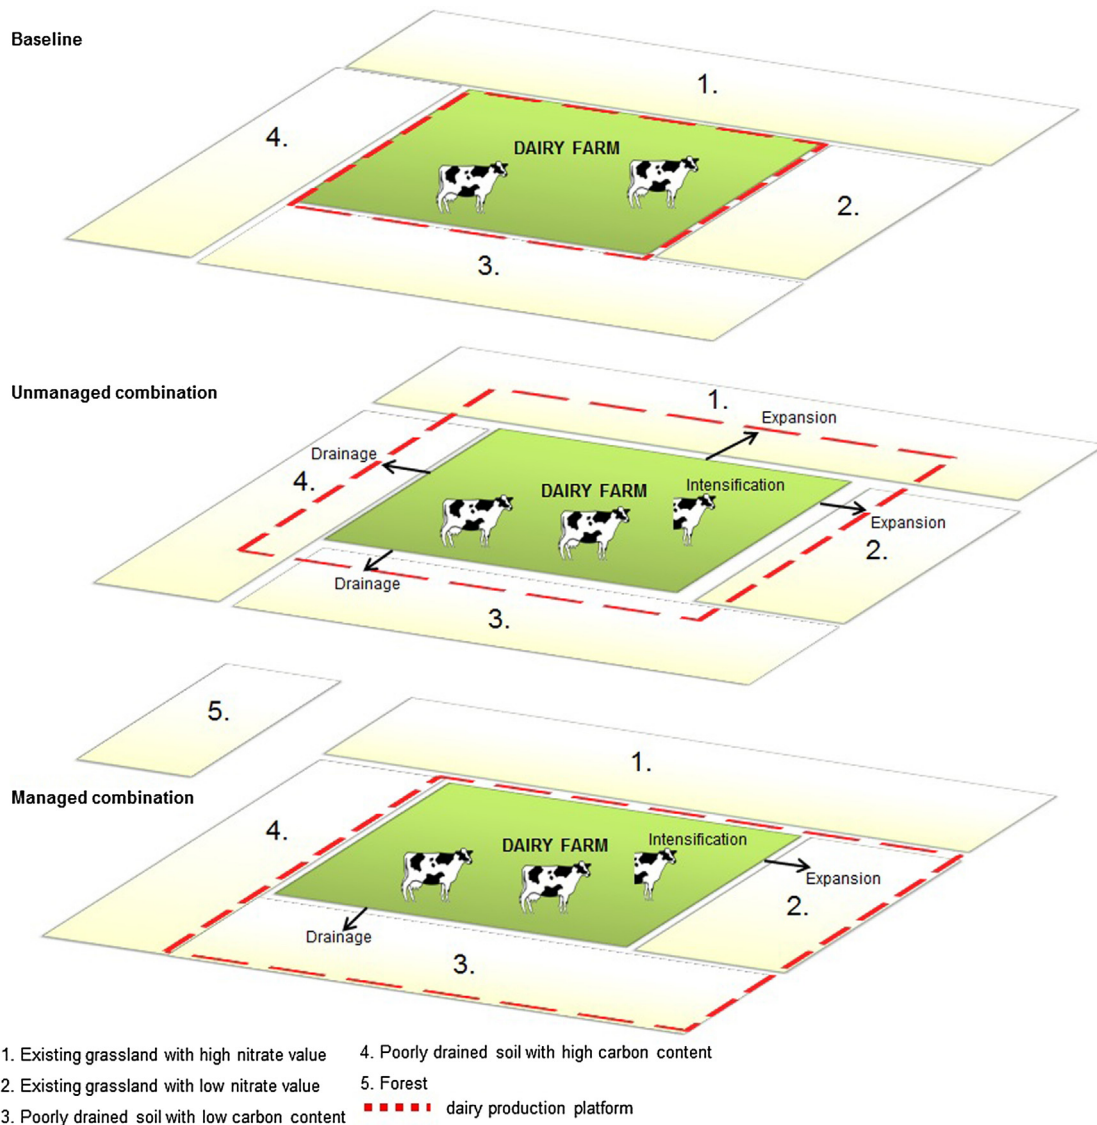 Baseline
1.
4.
DAIRY FARM
2.
3.
Unmanaged combination
1.
Expansion
Drainage
4.
Intensification
DAIRY FARM
Expansion
2.
Drainage
3.
5.
Managed combination
1.
4.
Intensification
DAIRY FARM
Expansion
2.
Drainage
3.
1. Existing grassland with high nitrate value
2. Existing grassland with low nitrate value
3. Poorly drained soil with low carbon content
4. Poorly drained soil with high carbon content
5. Forest
dairy production platform